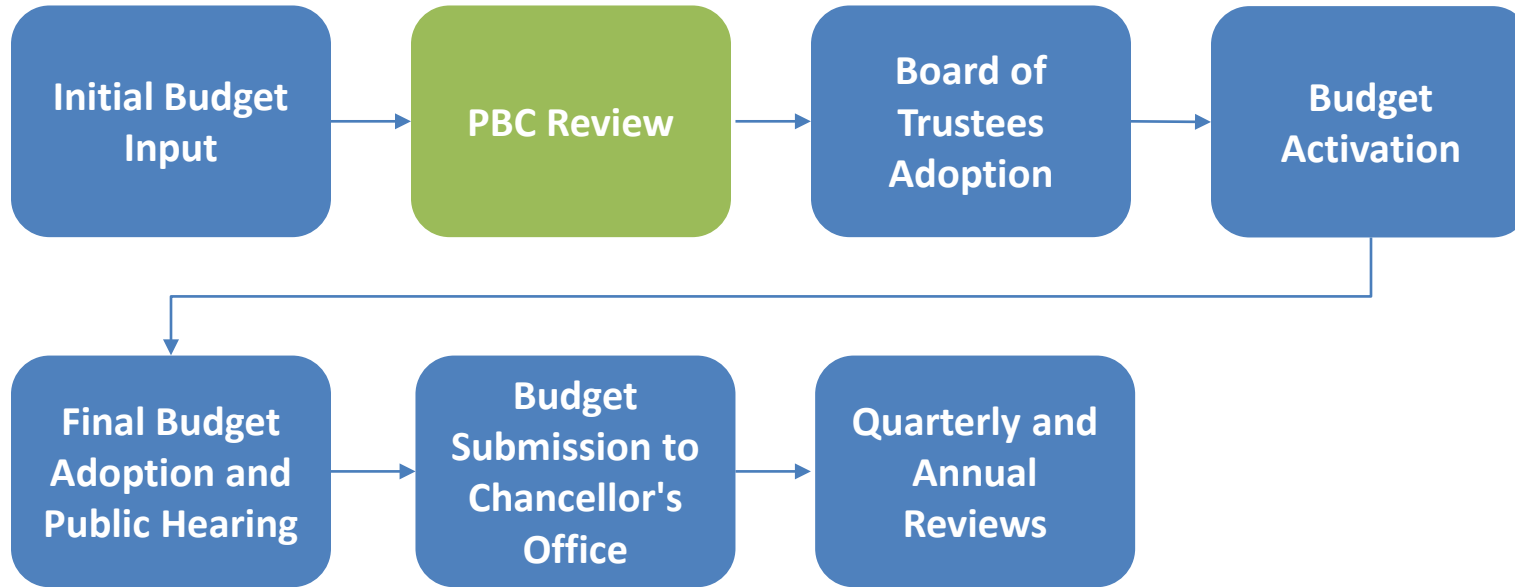 Initial Budget
Input
PBC Review
Board of
Trustees
Adoption
Budget
Activation
Final Budget
Adoption and
Public Hearing
Budget
Submission to
Chancellor's
Office
Quarterly and
Annual
Reviews